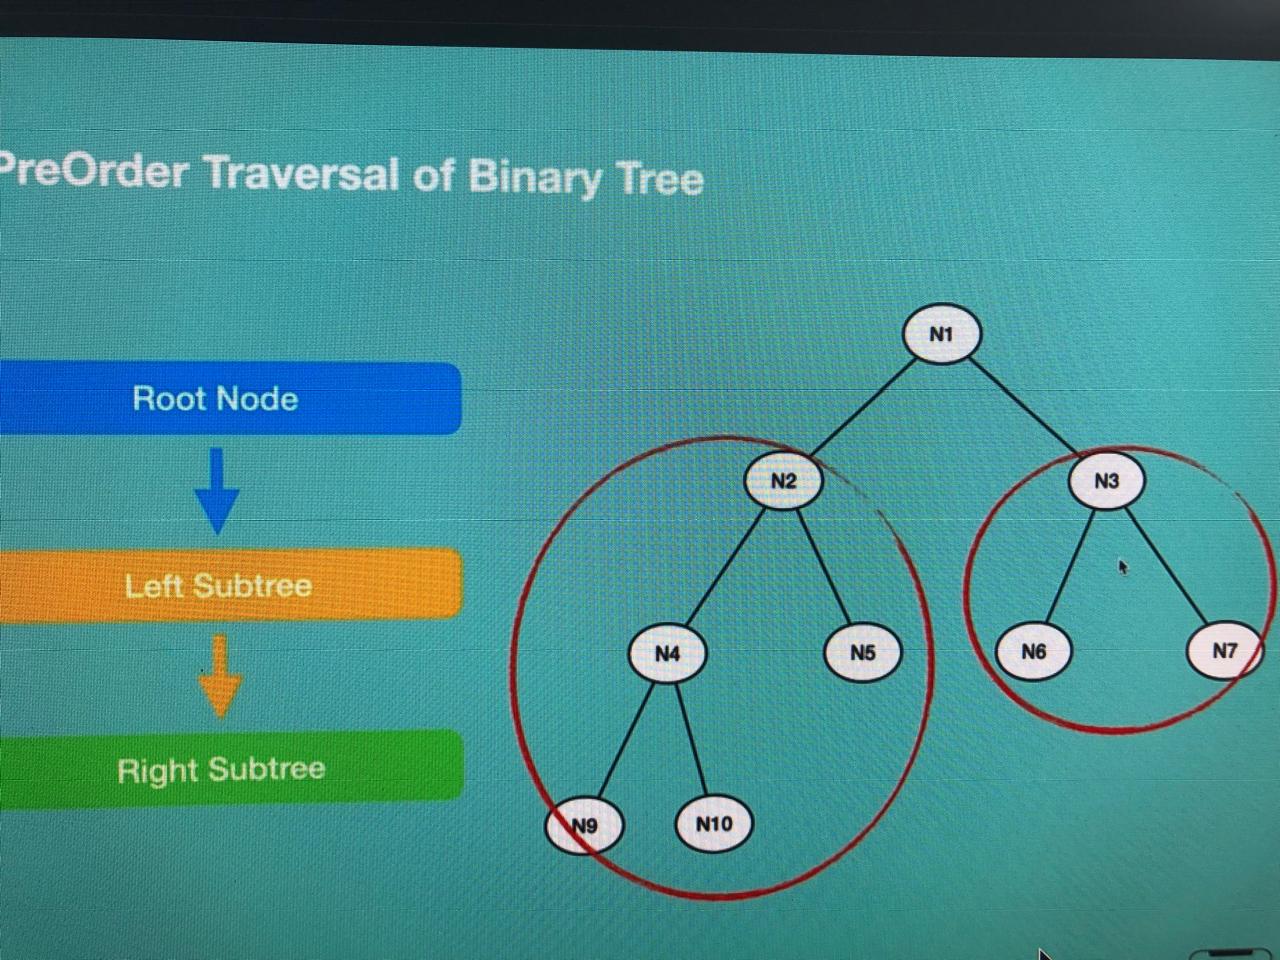 PreOrder Traversal of Binary Tree
Root Node
Left Subtree
Right Subtree
N1
N2
N3
N4
N5
N6
N7
N9
N10